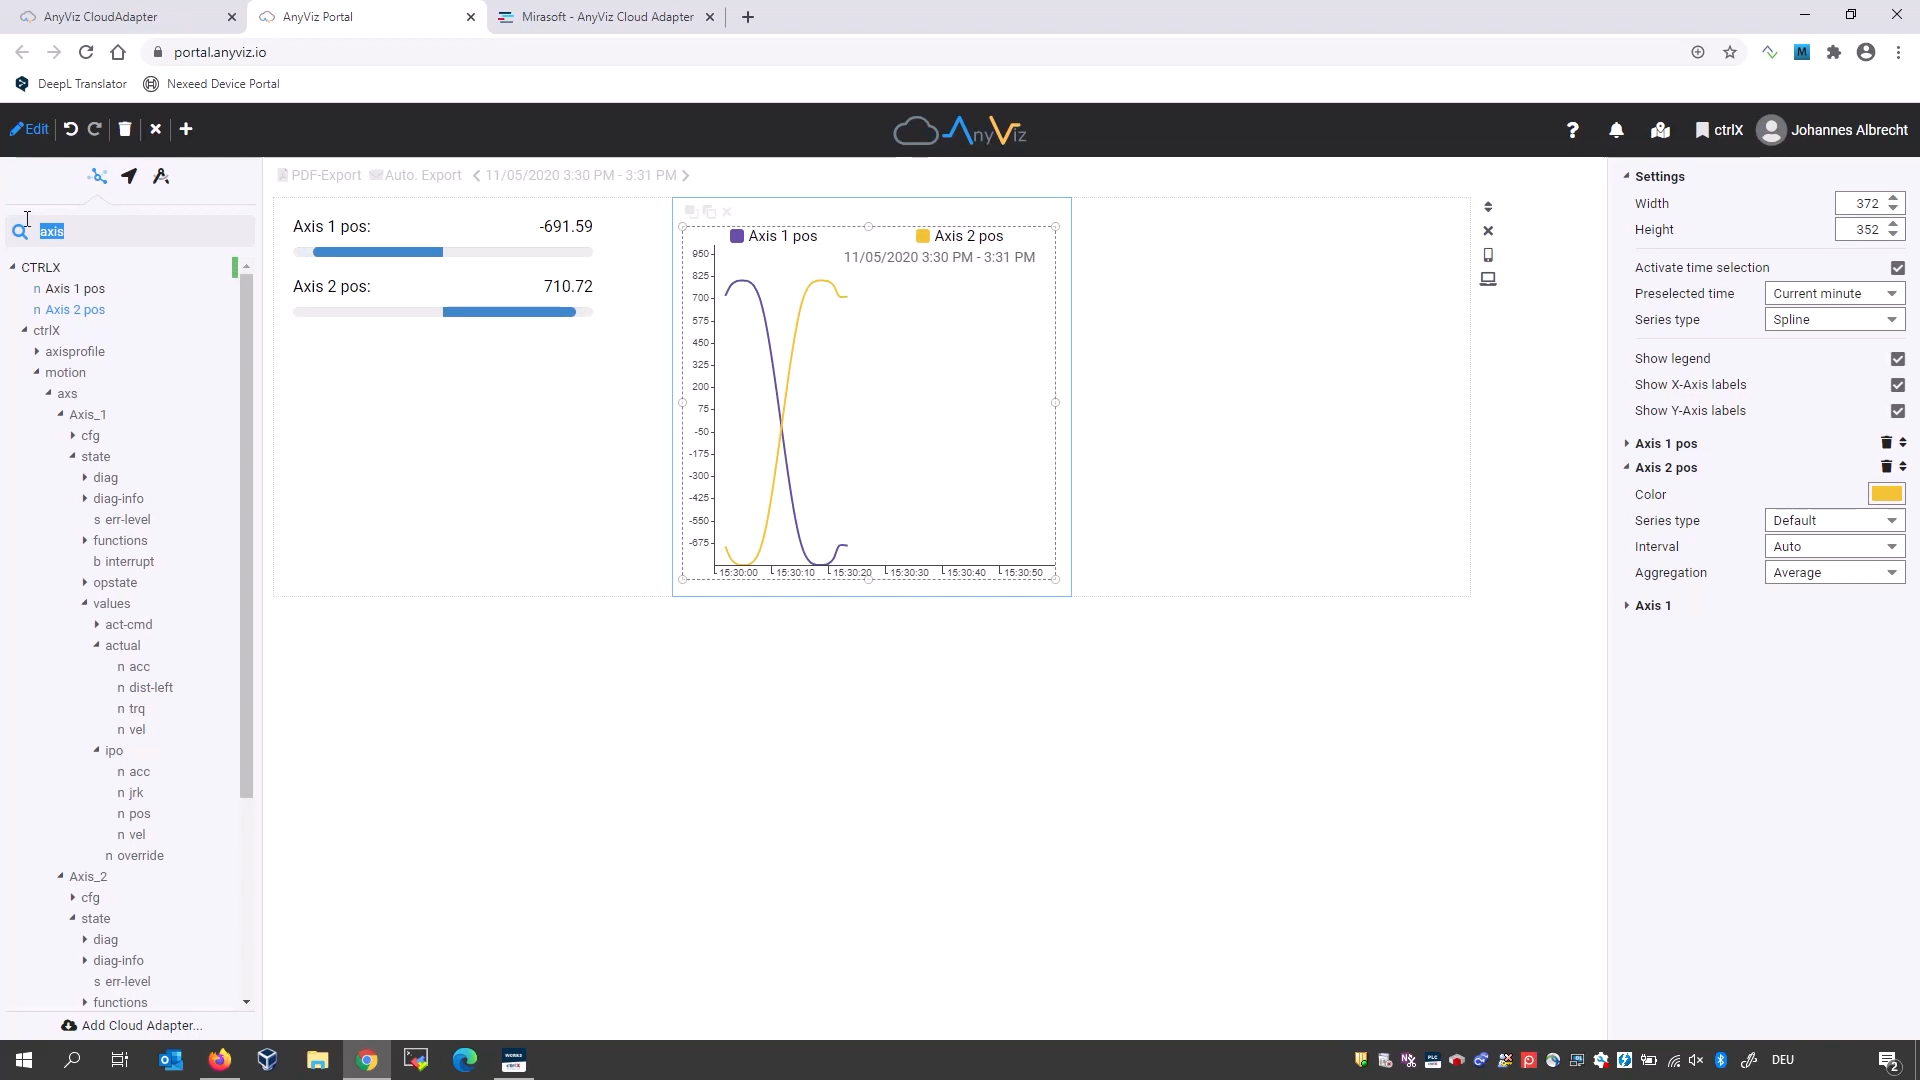 AnyViz CloudAdapter
AnyViz Portal
Mirasoft - AnyViz Cloud Adapter
portal.anyviz.io
DeepL Translator
Nexeed Device Portal
Edit
AnyViz
ctrlX
Johannes Albrecht
axis
CTRLX
n Axis 1 pos
n Axis 2 pos
ctrlX
axisprofile
motion
axs
Axis_1
cfg
state
diag
diag-info
s err-level
functions
b interrupt
opstate
values
act-cmd
actual
n acc
n dist-left
n trq
n vel
ipo
n acc
n jrk
n pos
n vel
n override
Axis_2
cfg
state
diag
diag-info
s err-level
functions
Add Cloud Adapter...
PDF-Export Auto. Export 11/05/2020 3:30 PM - 3:31 PM
Axis 1 pos: -691.59
Axis 2 pos: 710.72
Axis 1 pos Axis 2 pos
11/05/2020 3:30 PM - 3:31 PM
950
825
700
575
450
325
200
75
-50
-175
-300
-425
-550
-675
15:30:00 15:30:10 15:30:20 15:30:30 15:30:40 15:30:50
Settings
Width 372
Height 352
Activate time selection
Preselected time Current minute
Series type Spline
Show legend
Show X-Axis labels
Show Y-Axis labels
Axis 1 pos
Axis 2 pos
Color
Series type Default
Interval Auto
Aggregation Average
Axis 1
DEU
2